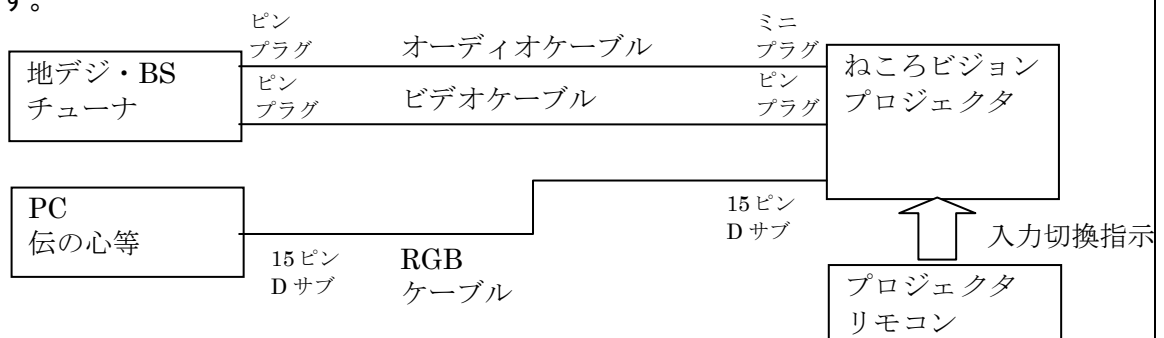 す。
ピン
プラグ
オーディオケーブル
ミニ
プラグ
地デジ・BS
チューナ
ピン
プラグ
ビデオケーブル
ピン
プラグ
ねころビジョン
プロジェクタ
PC
伝の心等
15ピン
Dサブ
RGB
ケーブル
15ピン
Dサブ
入力切換指示
プロジェクタ
リモコン